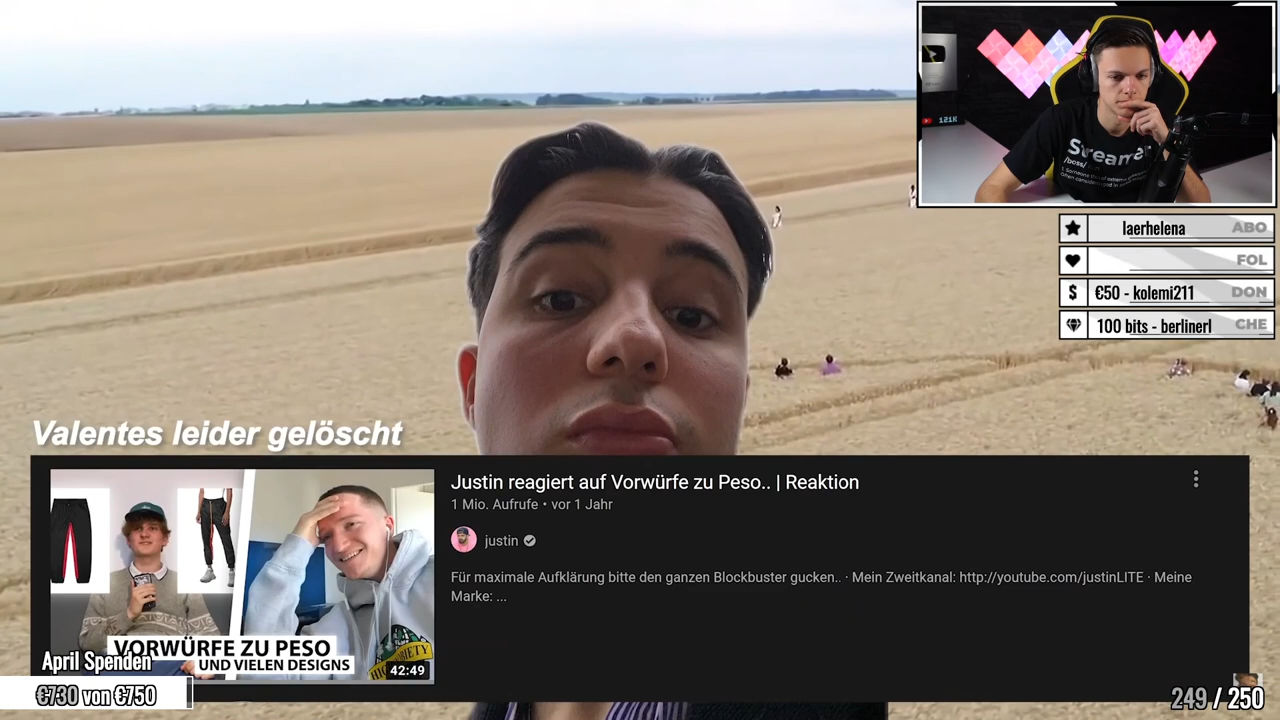 121K
Streamer
/boss/
laerhelena ABO
FOL
$ €50 - kolemi211 DON
100 bits - berlinerl CHE
Valentes leider gelöscht
Justin reagiert auf Vorwürfe zu Peso.. | Reaktion
1 Mio. Aufrufe • vor 1 Jahr
justin
Für maximale Aufklärung bitte den ganzen Blockbuster gucken.. · Mein Zweitkanal: http://youtube.com/justinLITE · Meine
Marke: ...
VORWÜRFE ZU PESO
UND VIELEN DESIGNS
42:49
April Spenden
€730 von €750
249 / 250